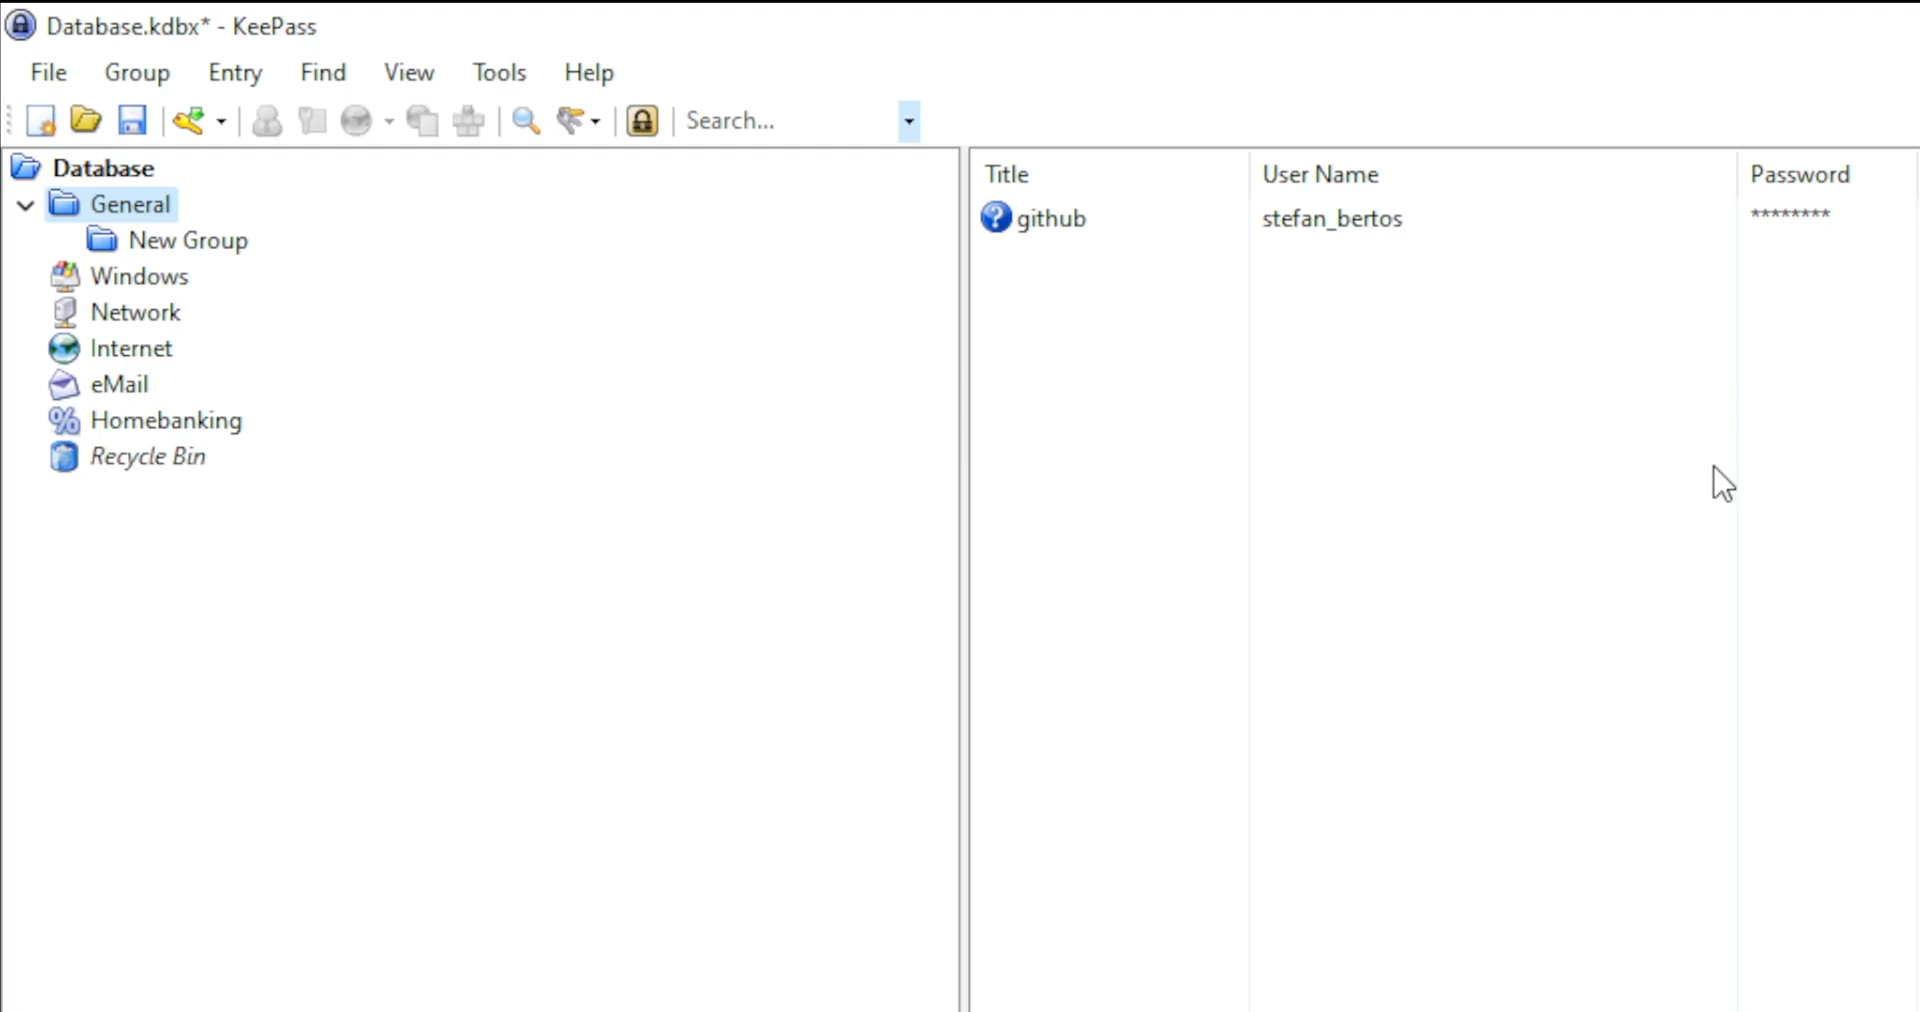 Database.kdbx* - KeePass
File Group Entry Find View Tools Help
Search...
Database
General
New Group
Windows
Network
Internet
eMail
Homebanking
Recycle Bin
Title User Name Password
github stefan_bertos ********